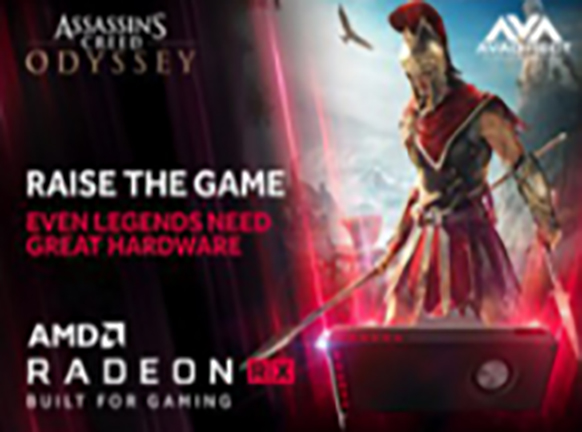 ASSASSIN'S
CREED
ODYSSEY
AVA
AVADIRECT
RAISE THE GAME
EVEN LEGENDS NEED
GREAT HARDWARE
AMD
RADEON RX
BUILT FOR GAMING